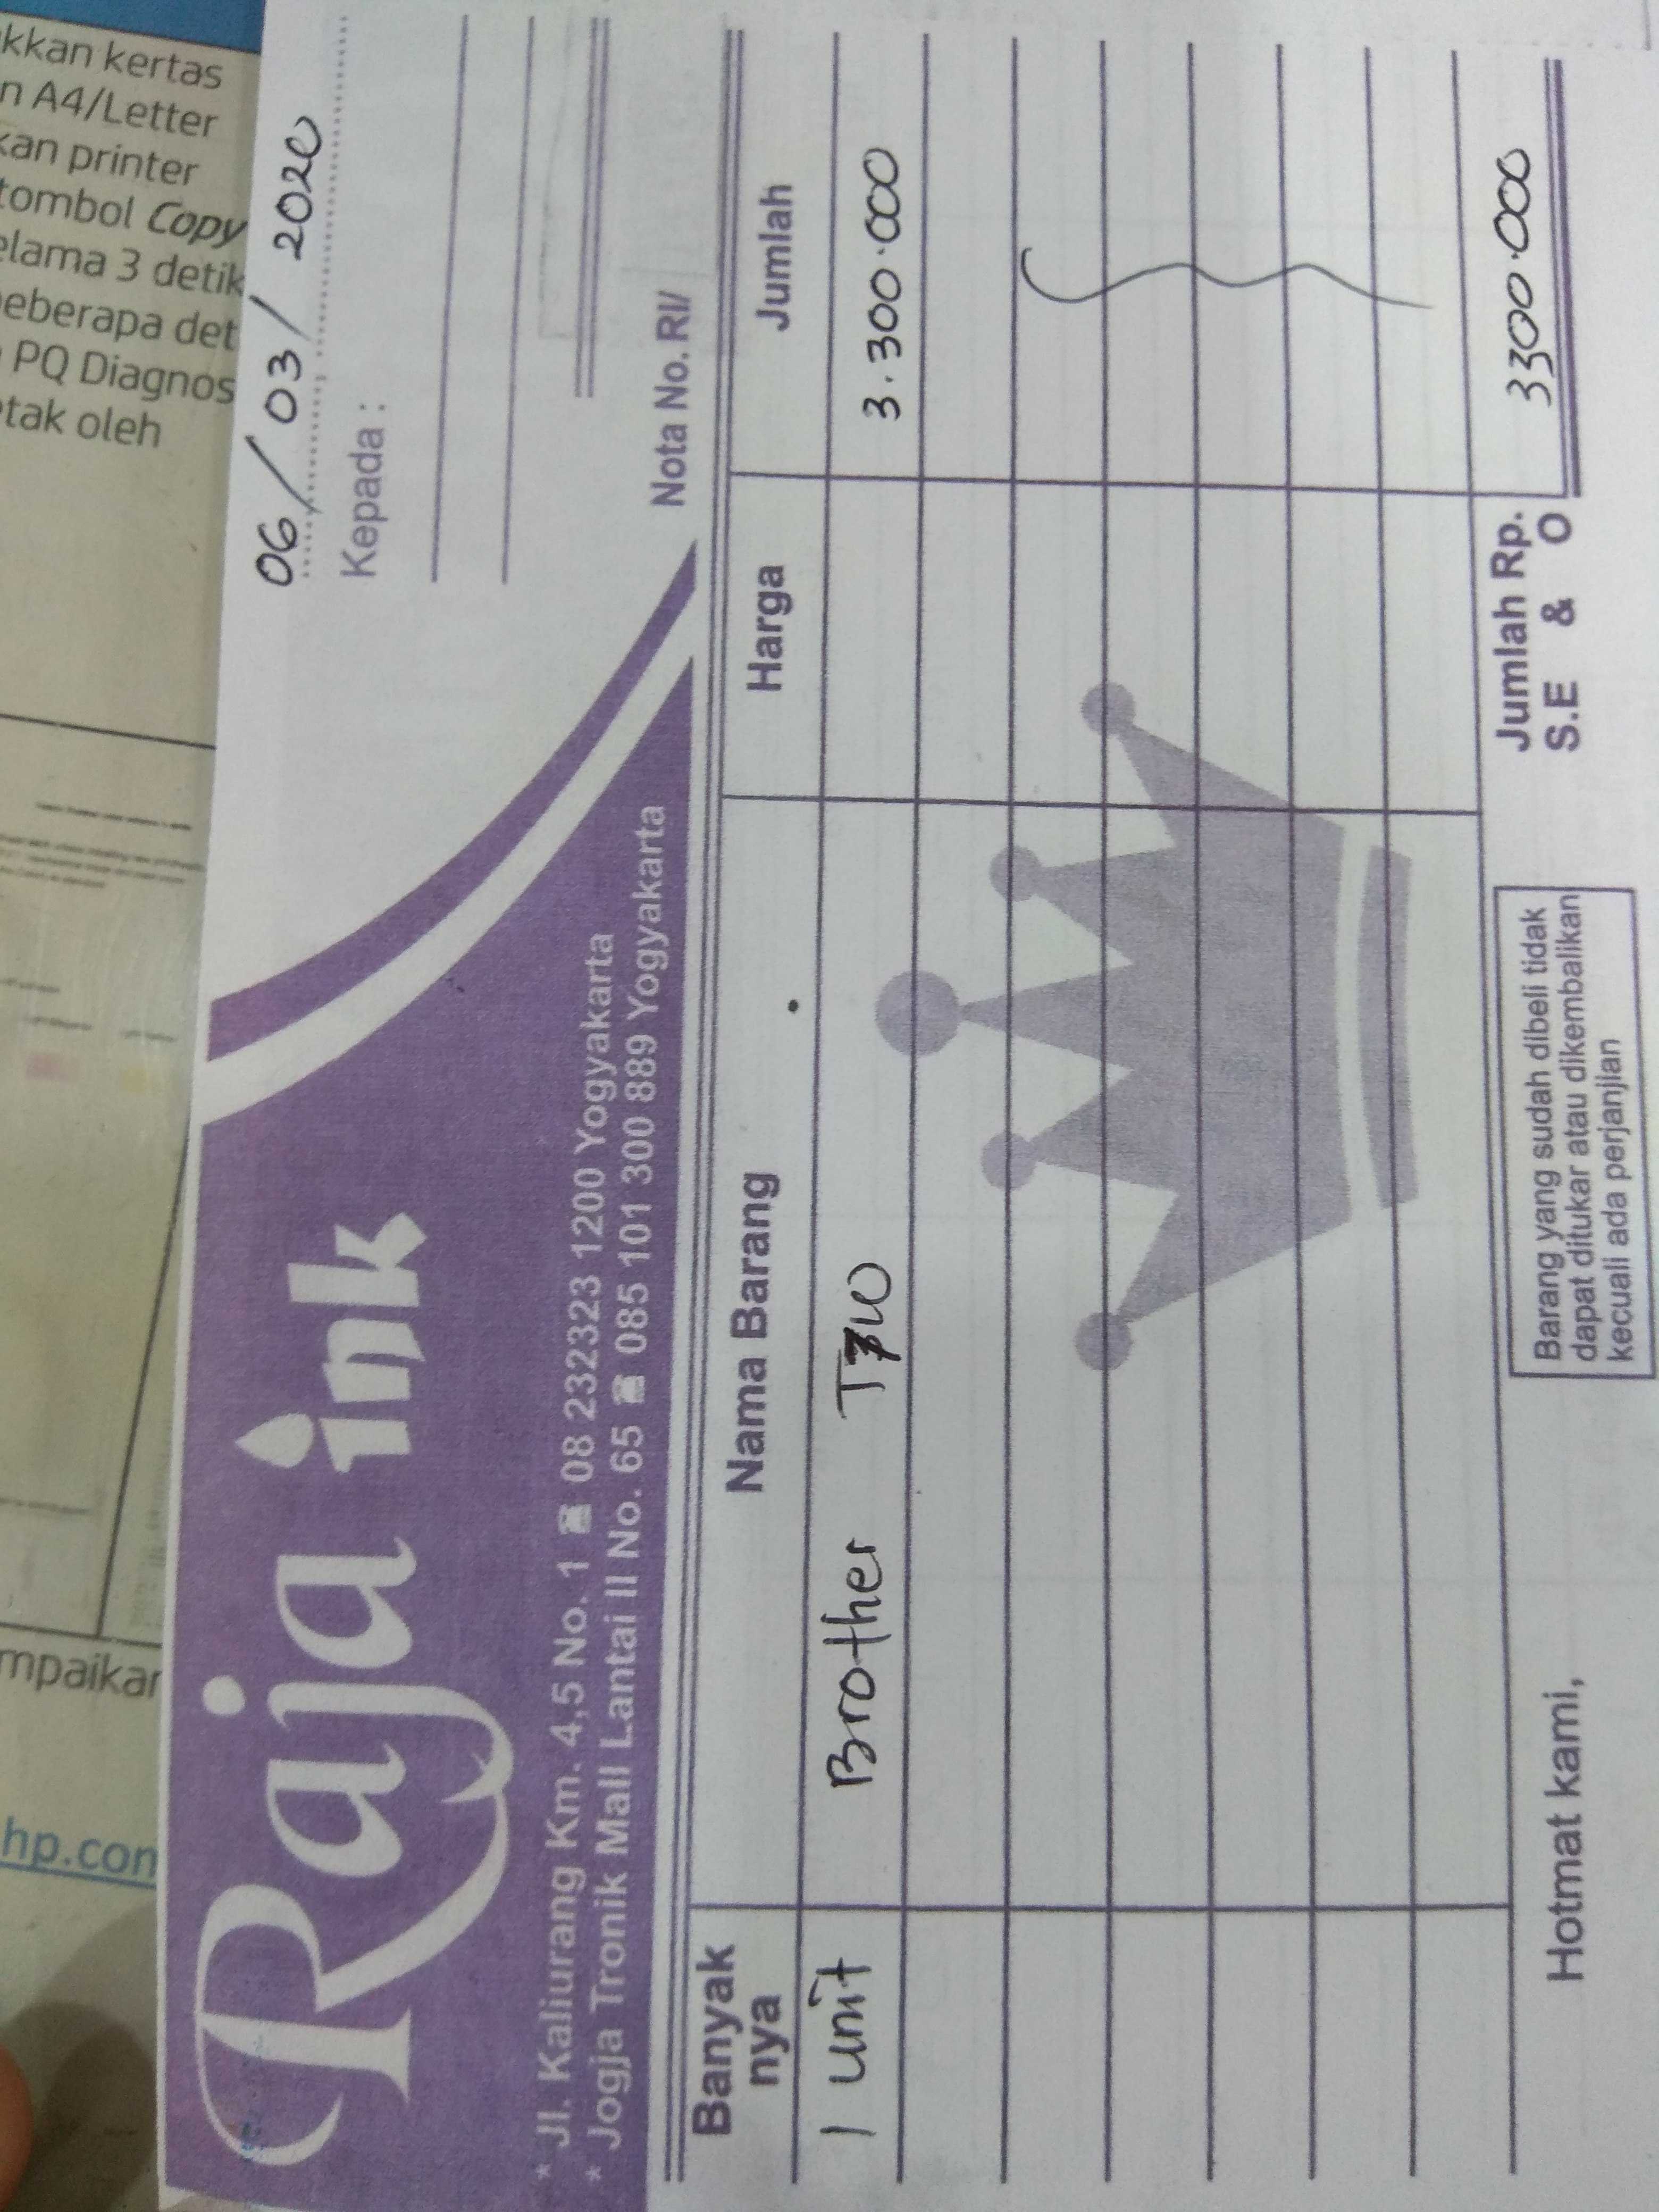 kkan kertas
n A4/Letter
kan printer
tombol Copy
elama 3 detik
eberapa det
PQ Diagnos
tak oleh
mpaikar
hp.com
Raja ink
* Jl. Kaliurang Km. 4,5 No. 1 ☎ 08 232323 1200 Yogyakarta
* Jogja Tronik Mall Lantai II No. 65 ☎ 085 101 300 889 Yogyakarta
06/03/2020
Kepada :
Nota No. RI/
Banyak nya Nama Barang Harga Jumlah
1 unit Brother 3.300.000
Jumlah Rp. 3300.000
S.E & O
Barang yang sudah dibeli tidak
dapat ditukar atau dikembalikan
kecuali ada perjanjian
Hotmat kami,